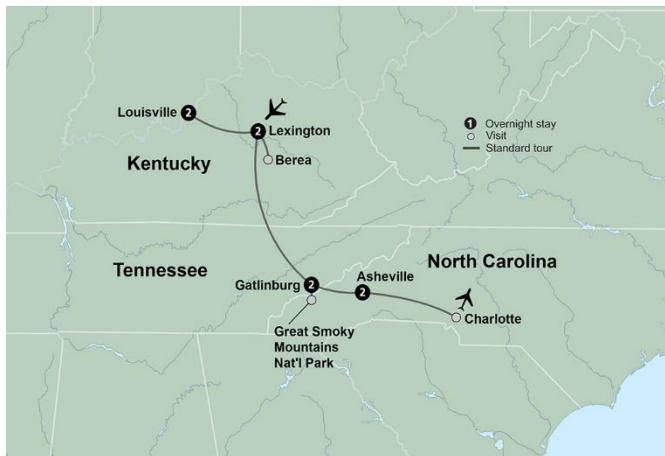 Louisville
2
2
Lexington
Berea
Kentucky
1 Overnight stay
Visit
Standard tour
Tennessee
North Carolina
Gatlinburg
2
Asheville
2
Charlotte
Great Smoky
Mountains
Nat'l Park